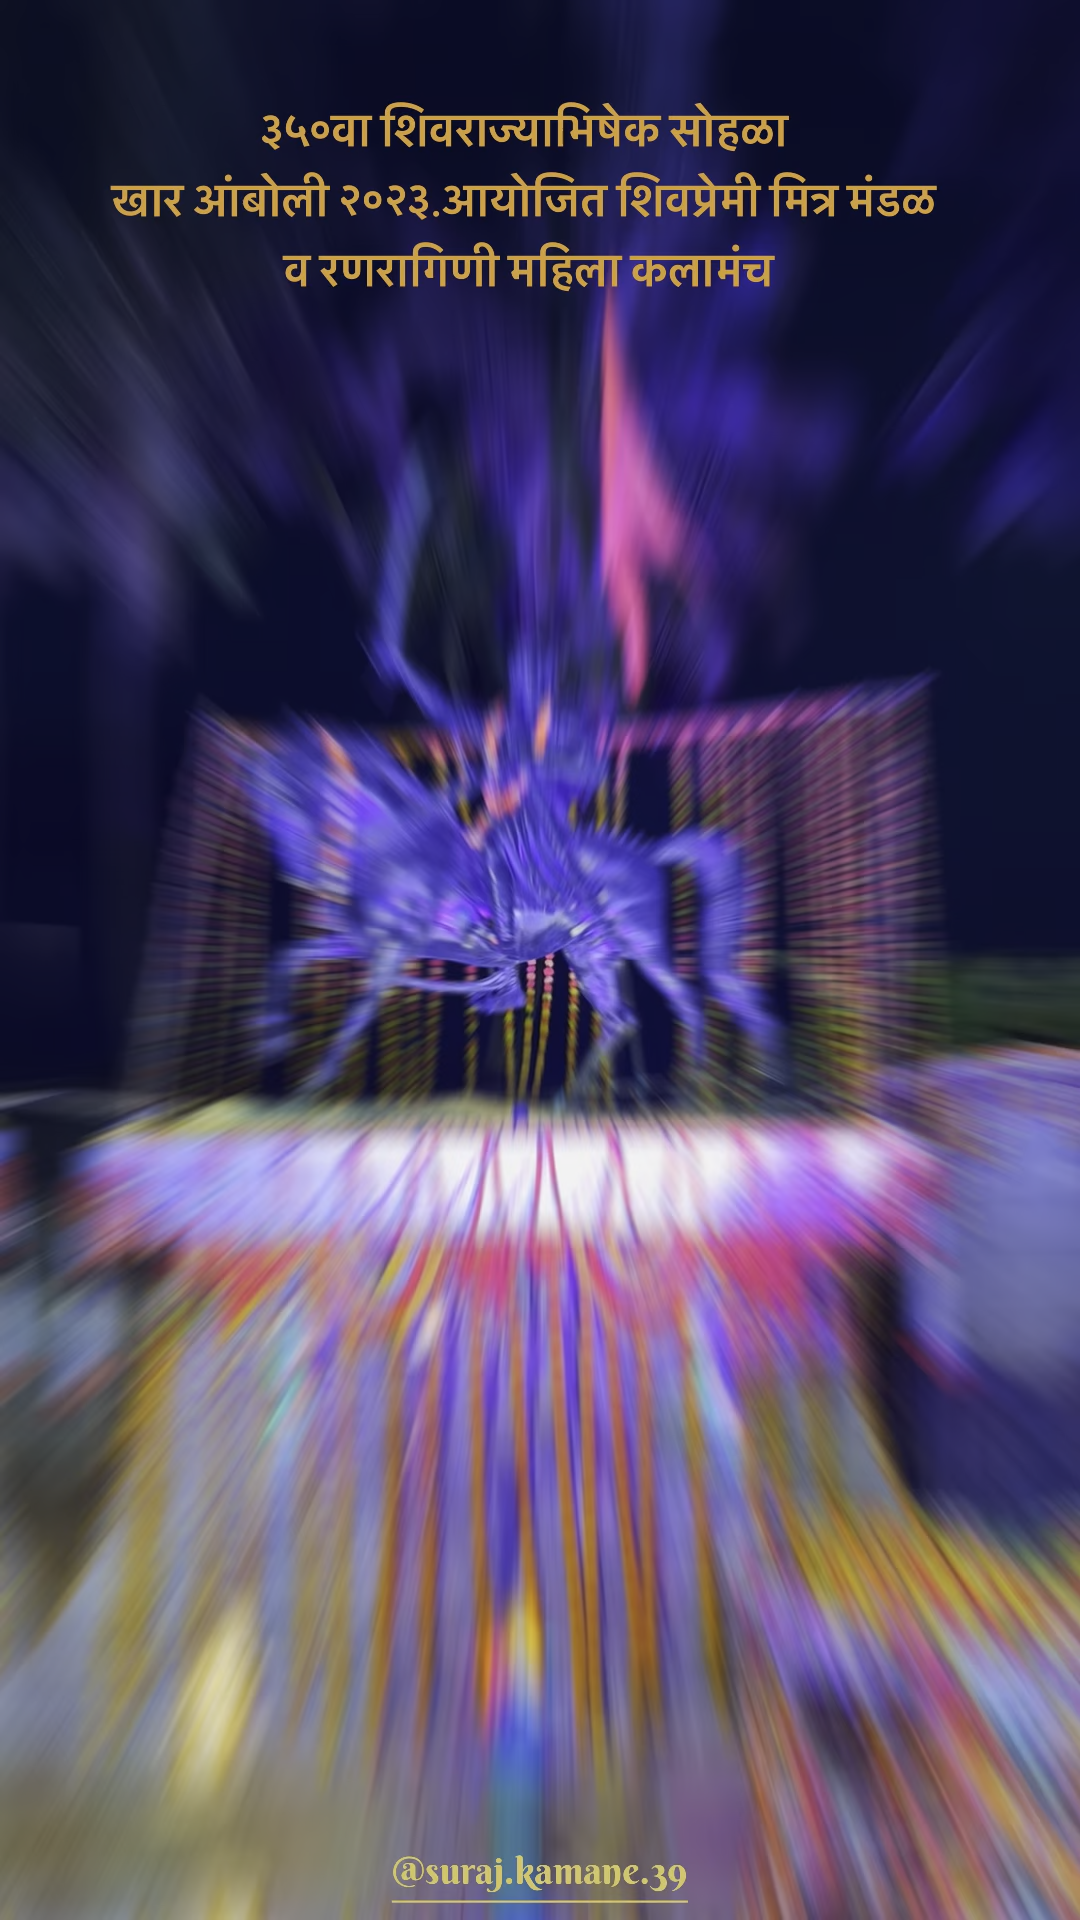 ३५०वा शिवराज्याभिषेक सोहळा
खार आंबोली २०२३.आयोजित शिवप्रेमी मित्र मंडळ
व रणरागिणी महिला कलामंच
@suraj.kamane.39